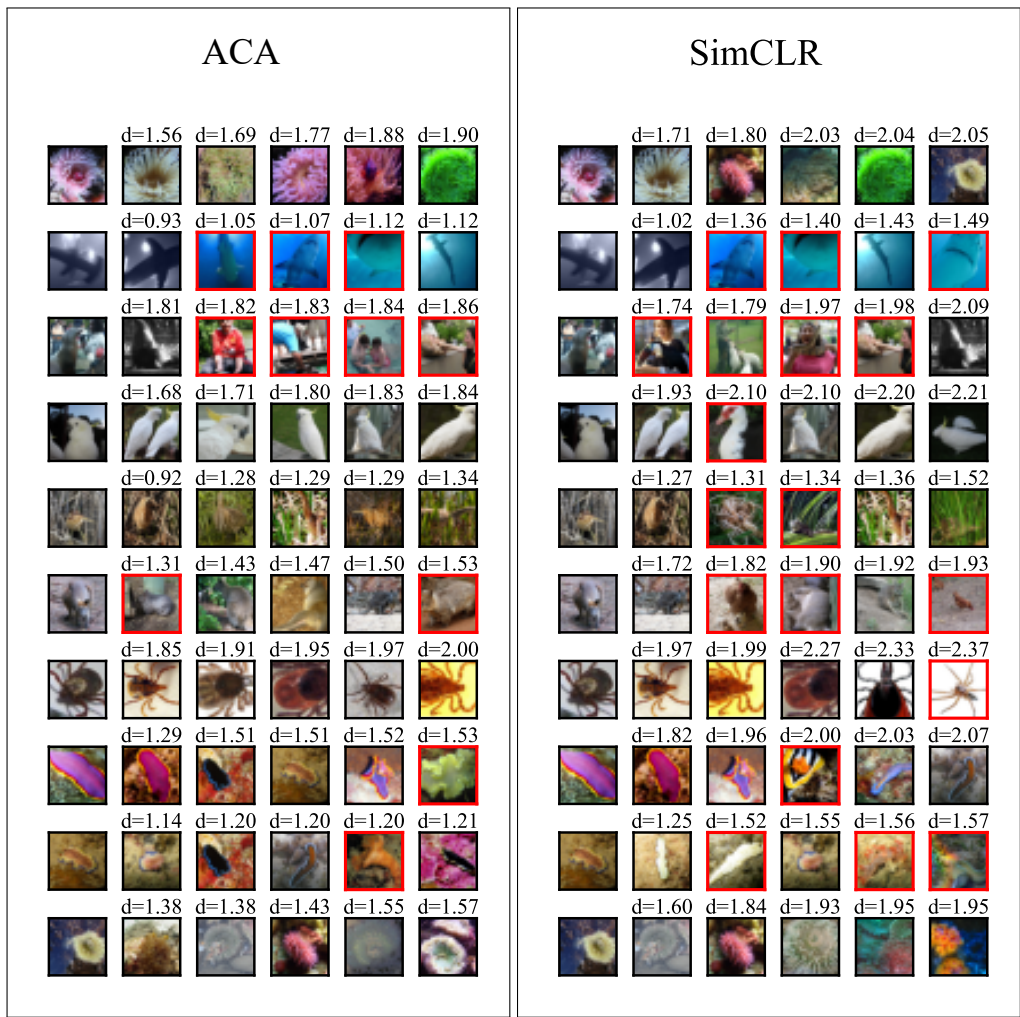 ACA
d=1.56 d=1.69 d=1.77 d=1.88 d=1.90
d=0.93 d=1.05 d=1.07 d=1.12 d=1.12
d=1.81 d=1.82 d=1.83 d=1.84 d=1.86
d=1.68 d=1.71 d=1.80 d=1.83 d=1.84
d=0.92 d=1.28 d=1.29 d=1.29 d=1.34
d=1.31 d=1.43 d=1.47 d=1.50 d=1.53
d=1.85 d=1.91 d=1.95 d=1.97 d=2.00
d=1.29 d=1.51 d=1.51 d=1.52 d=1.53
d=1.14 d=1.20 d=1.20 d=1.20 d=1.21
d=1.38 d=1.38 d=1.43 d=1.55 d=1.57
SimCLR
d=1.71 d=1.80 d=2.03 d=2.04 d=2.05
d=1.02 d=1.36 d=1.40 d=1.43 d=1.49
d=1.74 d=1.79 d=1.97 d=1.98 d=2.09
d=1.93 d=2.10 d=2.10 d=2.20 d=2.21
d=1.27 d=1.31 d=1.34 d=1.36 d=1.52
d=1.72 d=1.82 d=1.90 d=1.92 d=1.93
d=1.97 d=1.99 d=2.27 d=2.33 d=2.37
d=1.82 d=1.96 d=2.00 d=2.03 d=2.07
d=1.25 d=1.52 d=1.55 d=1.56 d=1.57
d=1.60 d=1.84 d=1.93 d=1.95 d=1.95